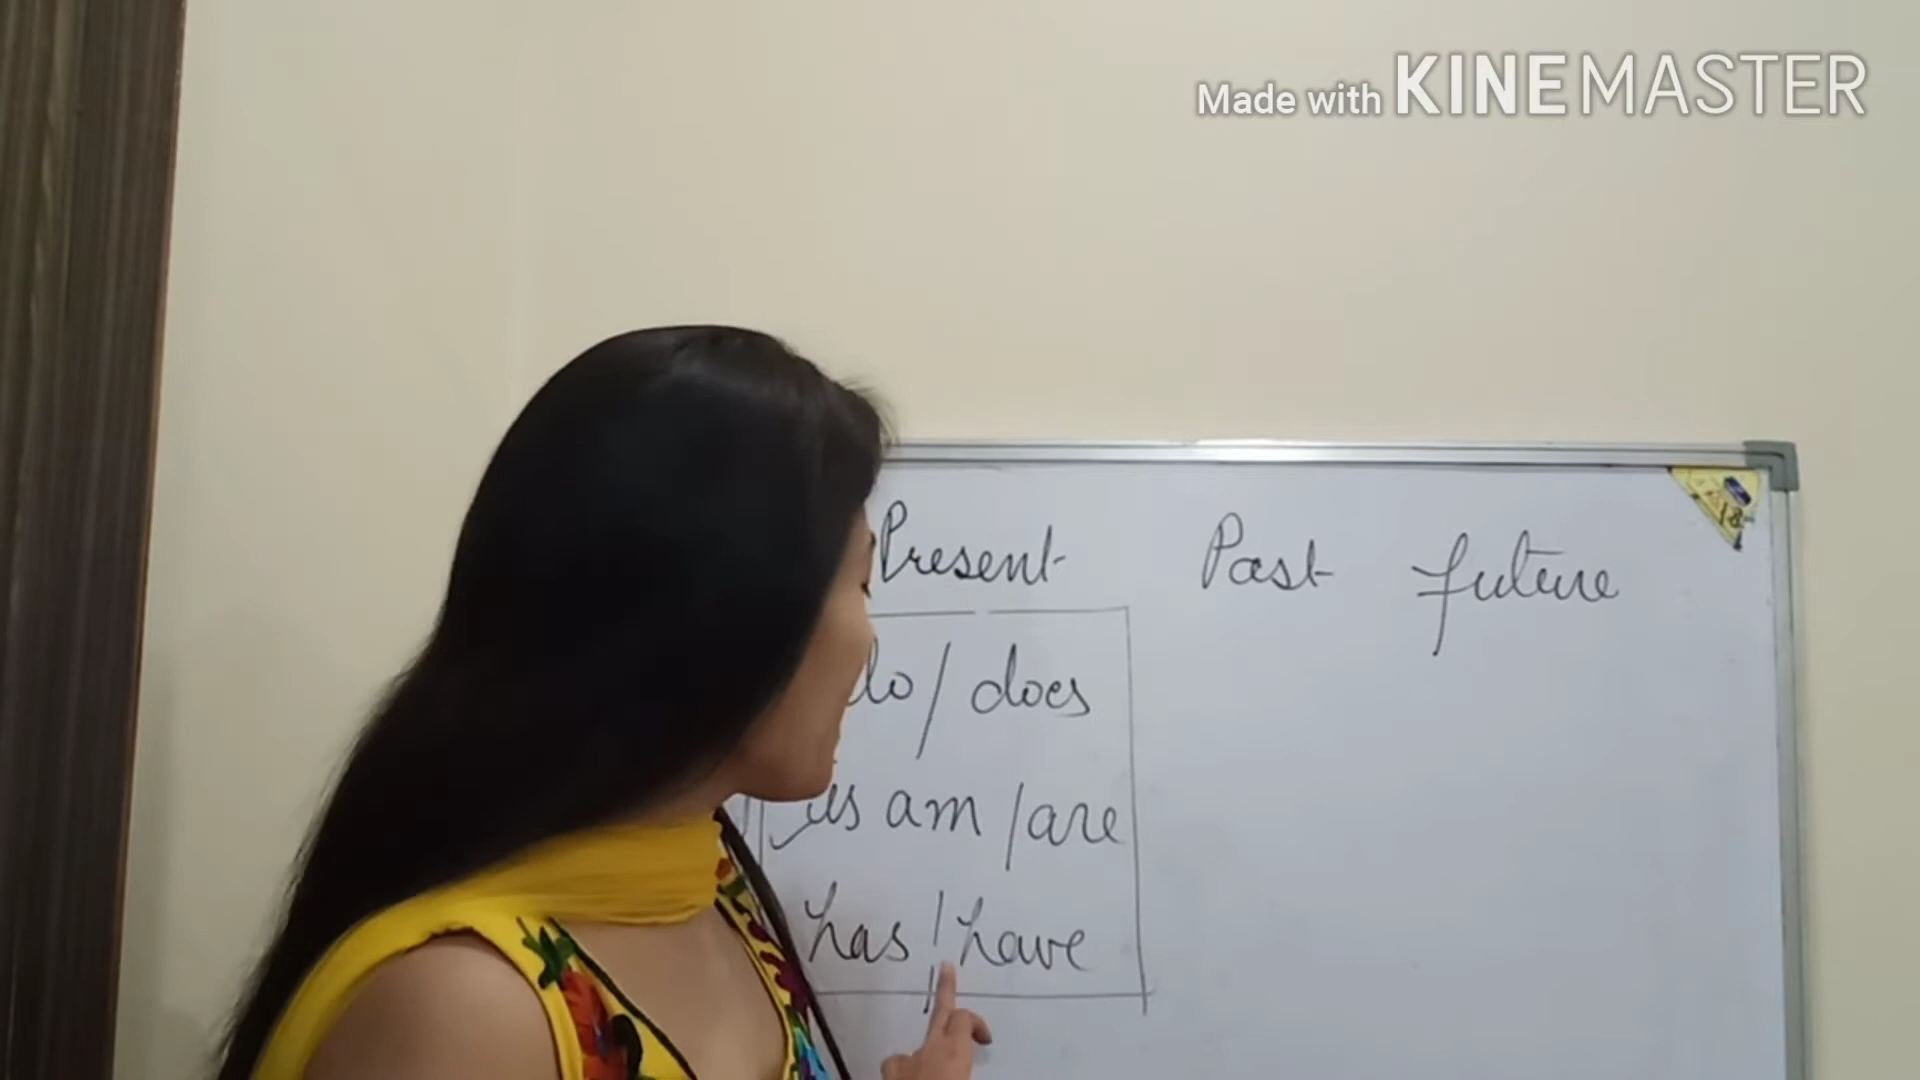 Made with KINEMASTER
Present Past future
do / does
is am / are
has / have